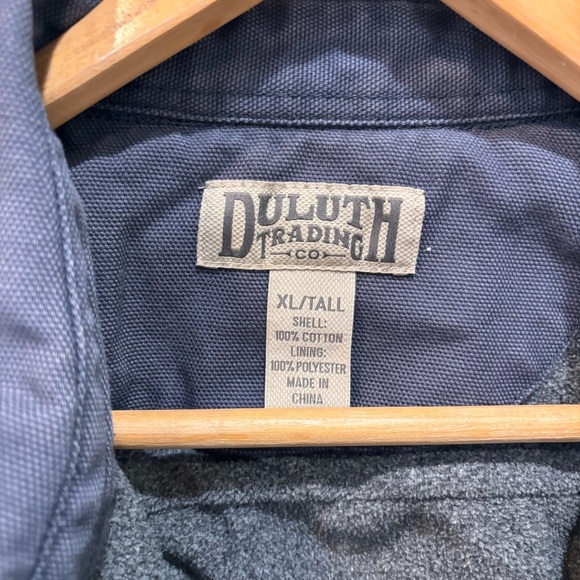 DULUTH
TRADING
CO
XL/TALL
SHELL:
100% COTTON
LINING:
100% POLYESTER
MADE IN
CHINA